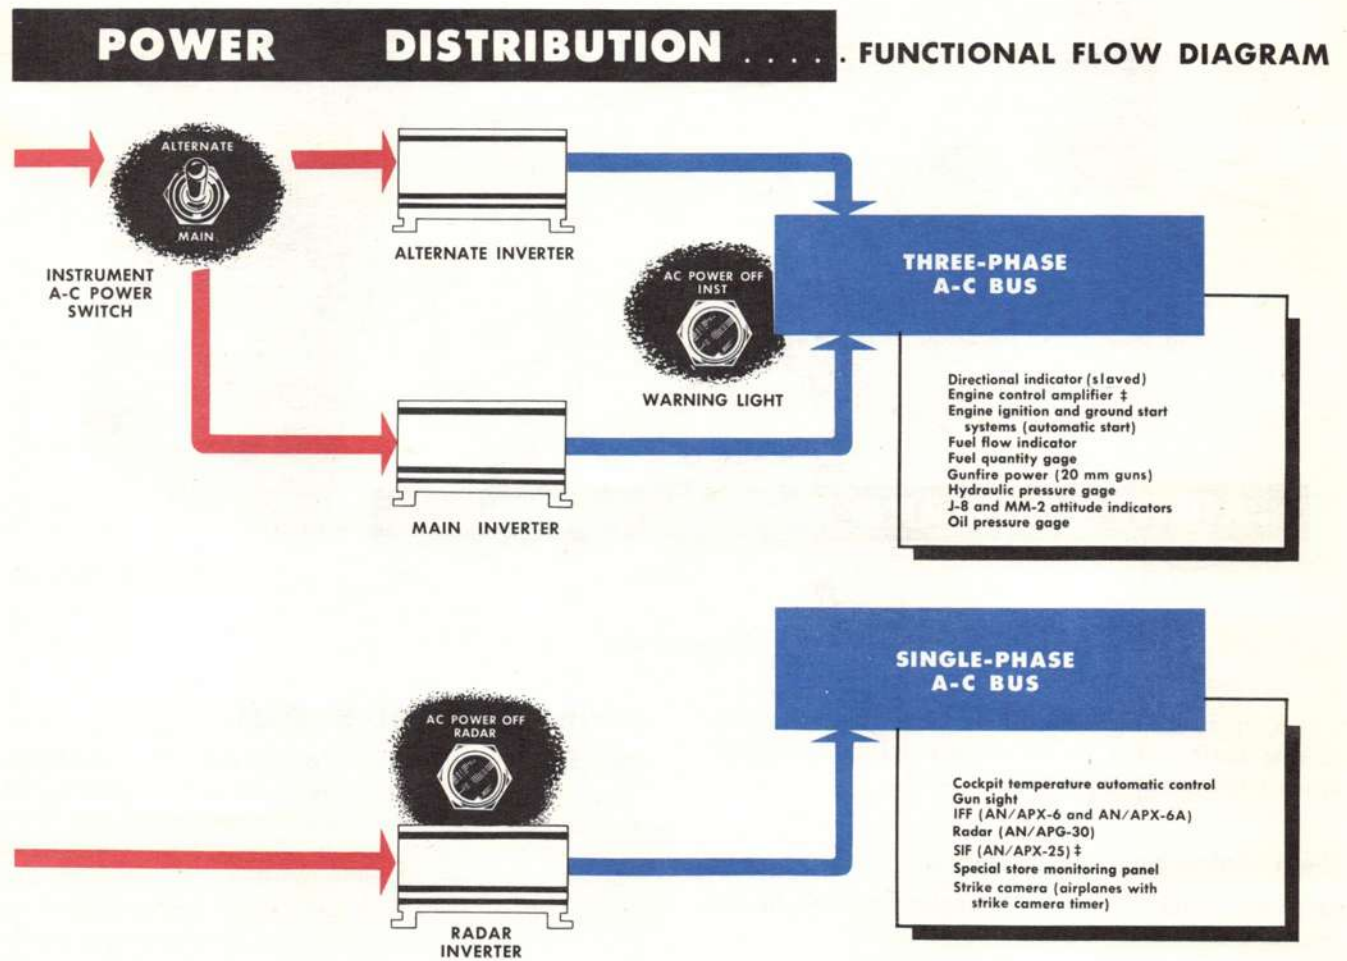 POWER DISTRIBUTION . . . . . FUNCTIONAL FLOW DIAGRAM
ALTERNATE
MAIN
INSTRUMENT
A-C POWER
SWITCH
ALTERNATE INVERTER
AC POWER OFF
INST
WARNING LIGHT
THREE-PHASE
A-C BUS
MAIN INVERTER
Directional indicator (slaved)
Engine control amplifier ‡
Engine ignition and ground start
systems (automatic start)
Fuel flow indicator
Fuel quantity gage
Gunfire power (20 mm guns)
Hydraulic pressure gage
J-8 and MM-2 attitude indicators
Oil pressure gage
AC POWER OFF
RADAR
RADAR
INVERTER
SINGLE-PHASE
A-C BUS
Cockpit temperature automatic control
Gun sight
IFF (AN/APX-6 and AN/APX-6A)
Radar (AN/APG-30)
SIF (AN/APX-25) ‡
Special store monitoring panel
Strike camera (airplanes with
strike camera timer)